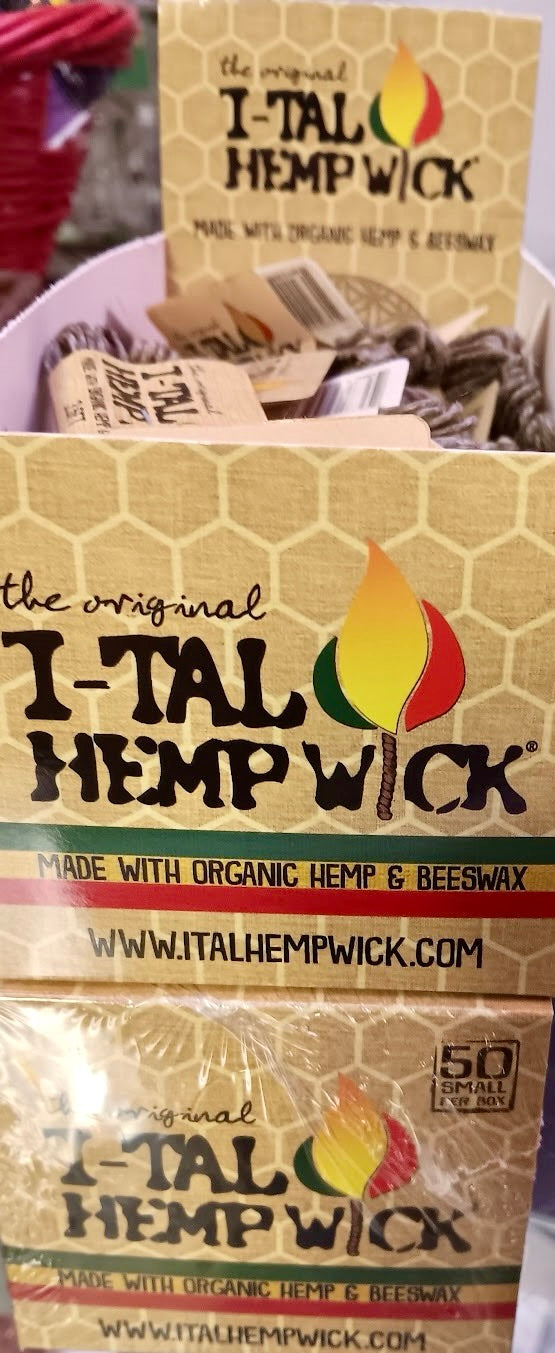 the original
I-TAL
HEMP WICK
MADE WITH ORGANIC HEMP & BEESWAX
I-TAL
HEMP
the original
I-TAL
HEMP WICK®
MADE WITH ORGANIC HEMP & BEESWAX
WWW.ITALHEMPWICK.COM
50
SMALL
PER BOX
the original
I-TAL
HEMP WICK
MADE WITH ORGANIC HEMP & BEESWAX
WWW.ITALHEMPWICK.COM